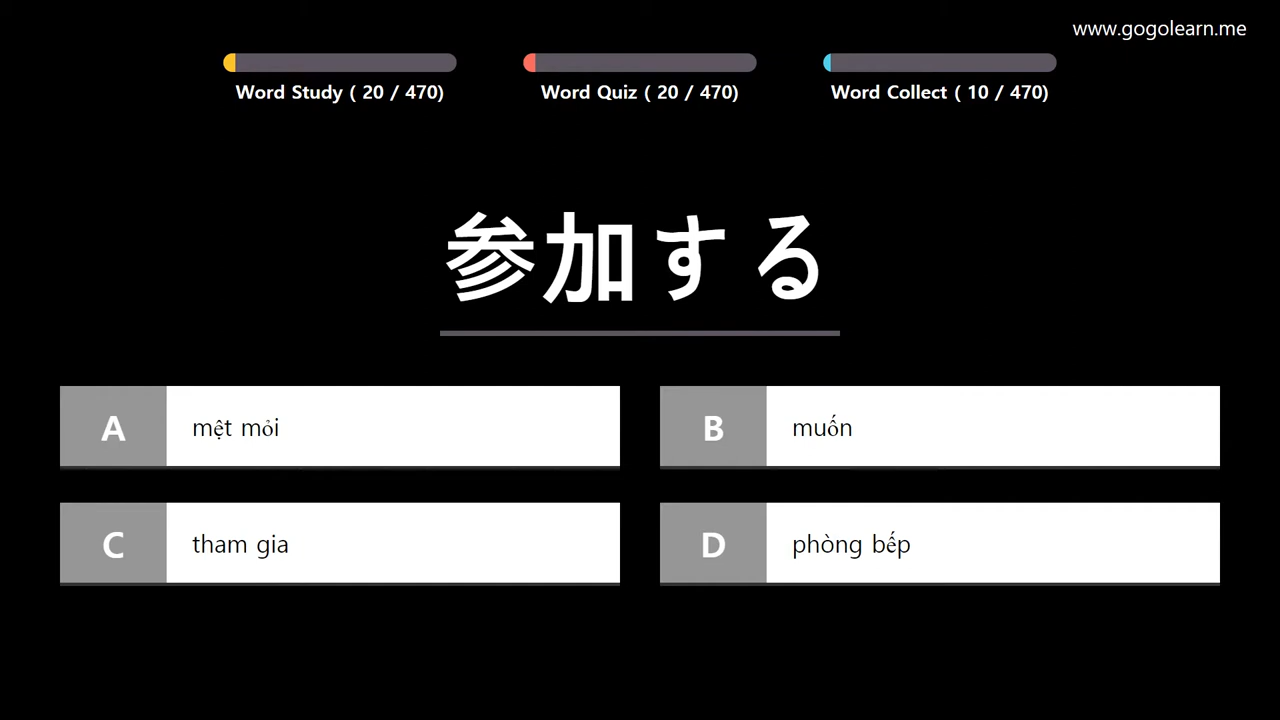 www.gogolearn.me
Word Study ( 20 / 470)
Word Quiz ( 20 / 470)
Word Collect ( 10 / 470)
参加する
A mệt mỏi
B muốn
C tham gia
D phòng bếp